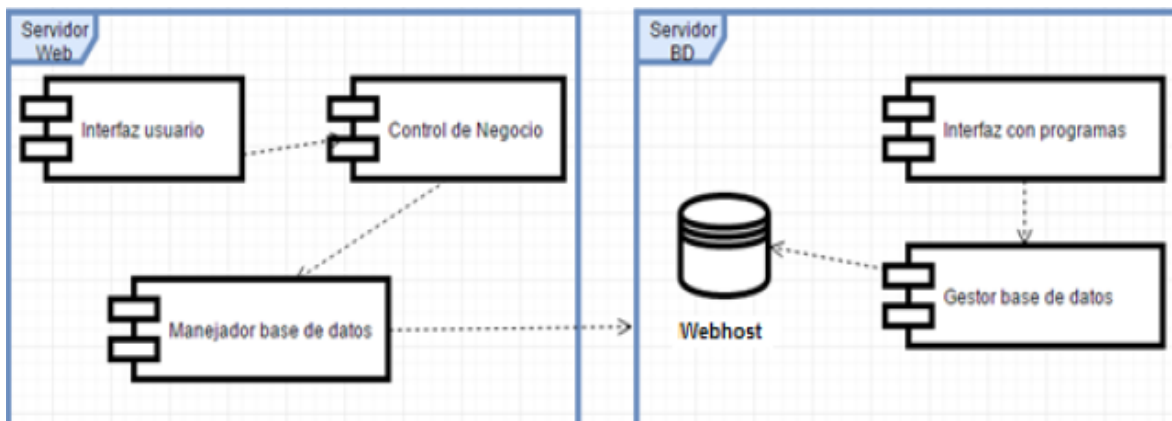 Servidor
Web
Interfaz usuario
Control de Negocio
Manejador base de datos
Servidor
BD
Interfaz con programas
Gestor base de datos
Webhost